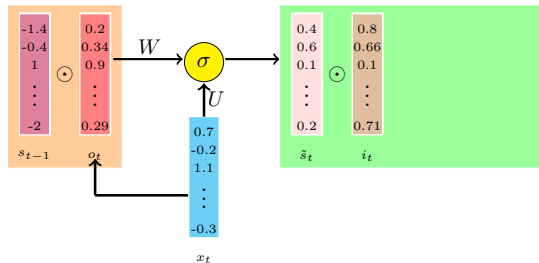 -1.4 0.2 0.4 0.8
-0.4 0.34 W σ 0.6 0.66
1 ⊙ 0.9 0.1 ⊙ 0.1
⋮ ⋮ U ⋮ ⋮
-2 0.29 0.2 0.71
s_{t-1} o_t s̃_t i_t
0.7
-0.2
1.1
⋮
-0.3
x_t